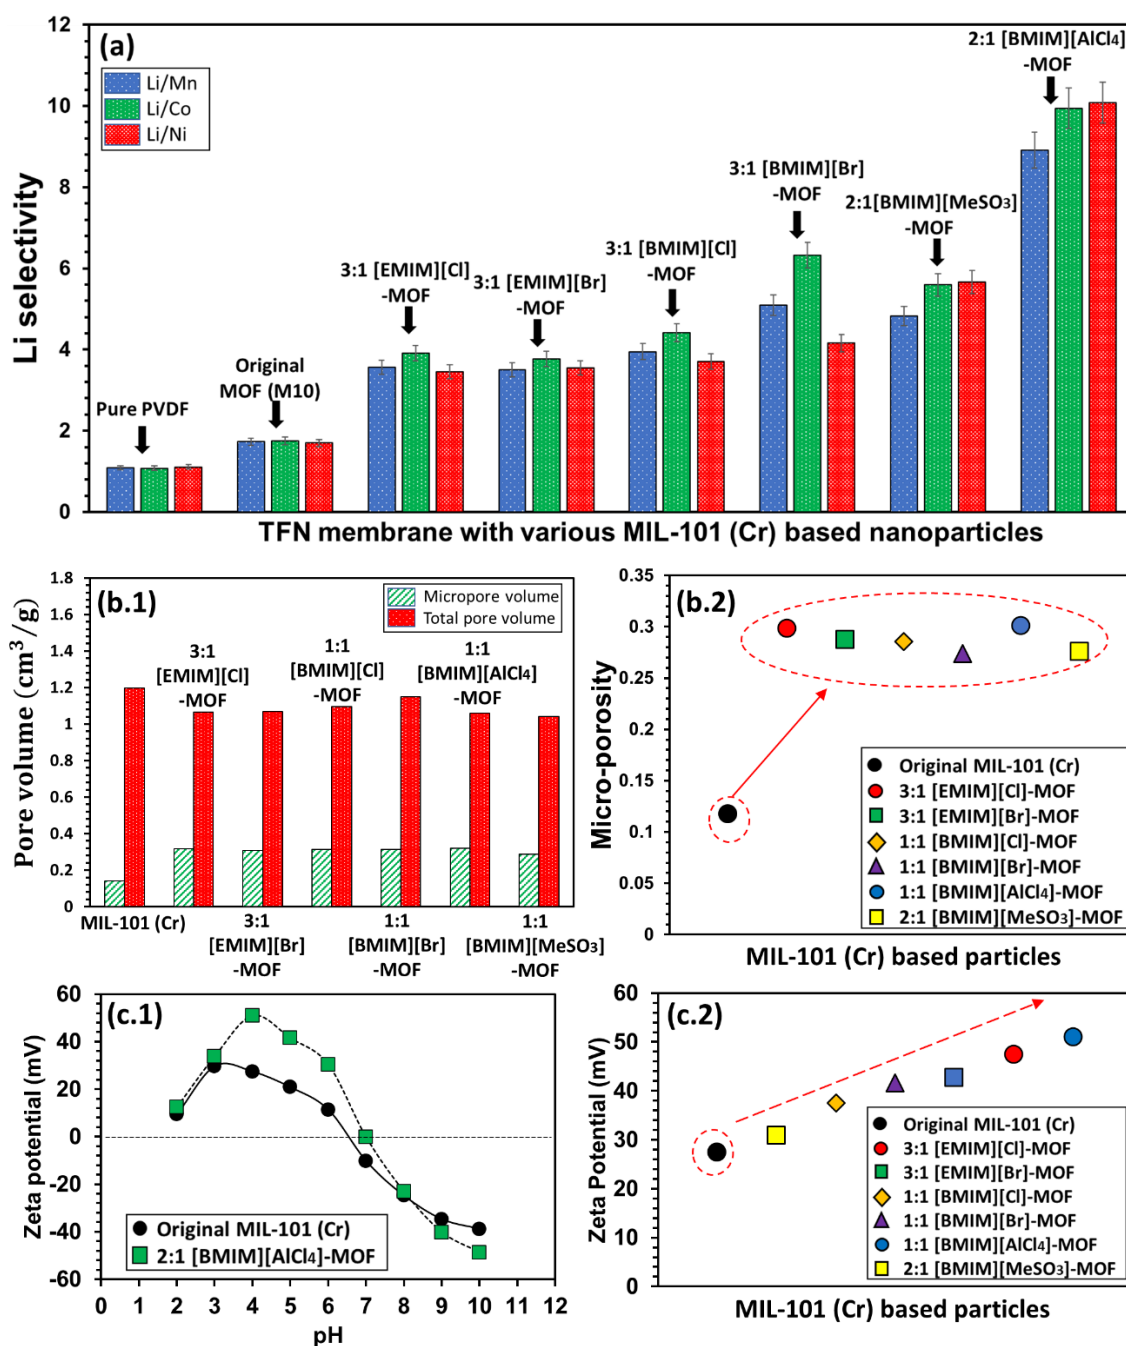 (a)
Li/Mn
Li/Co
Li/Ni
12
10
8
6
4
2
0
Li selectivity
Pure PVDF
Original
MOF (M10)
3:1 [EMIM][Cl]
-MOF
3:1 [EMIM][Br]
-MOF
3:1 [BMIM][Cl]
-MOF
3:1 [BMIM][Br]
-MOF
2:1[BMIM][MeSO₃]
-MOF
2:1 [BMIM][AlCl₄]
-MOF
TFN membrane with various MIL-101 (Cr) based nanoparticles
(b.1)
Micropore volume
Total pore volume
1.8
1.6
1.4
1.2
1
0.8
0.6
0.4
0.2
0
Pore volume (cm³/g)
3:1
[EMIM][Cl]
-MOF
1:1
[BMIM][Cl]
-MOF
1:1
[BMIM][AlCl₄]
-MOF
MIL-101 (Cr)
3:1
[EMIM][Br]
-MOF
1:1
[BMIM][Br]
-MOF
1:1
[BMIM][MeSO₃]
-MOF
(b.2)
0.35
0.3
0.25
0.2
0.15
0.1
0.05
0
Micro-porosity
Original MIL-101 (Cr)
3:1 [EMIM][Cl]-MOF
3:1 [EMIM][Br]-MOF
1:1 [BMIM][Cl]-MOF
1:1 [BMIM][Br]-MOF
1:1 [BMIM][AlCl₄]-MOF
2:1 [BMIM][MeSO₃]-MOF
MIL-101 (Cr) based particles
(c.1)
60
40
20
0
-20
-40
-60
Zeta potential (mV)
Original MIL-101 (Cr)
2:1 [BMIM][AlCl₄]-MOF
0 1 2 3 4 5 6 7 8 9 10 11 12
pH
(c.2)
60
50
40
30
20
10
0
Zeta Potential (mV)
Original MIL-101 (Cr)
3:1 [EMIM][Cl]-MOF
3:1 [EMIM][Br]-MOF
1:1 [BMIM][Cl]-MOF
1:1 [BMIM][Br]-MOF
1:1 [BMIM][AlCl₄]-MOF
2:1 [BMIM][MeSO₃]-MOF
MIL-101 (Cr) based particles